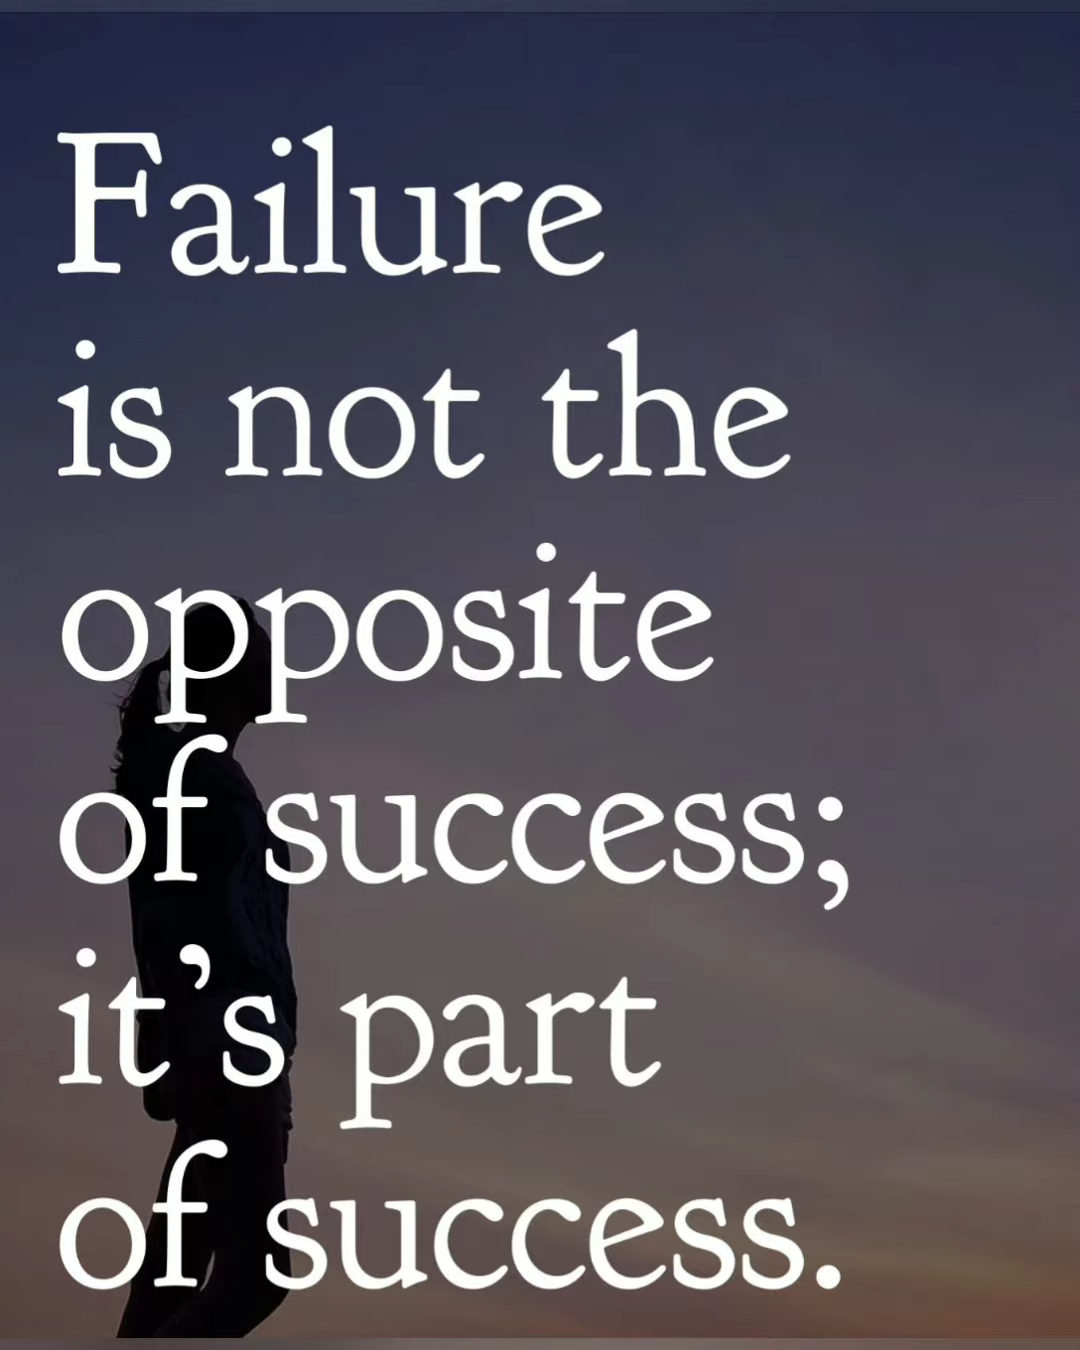 Failure
is not the
opposite
of success;
it’s part
of success.